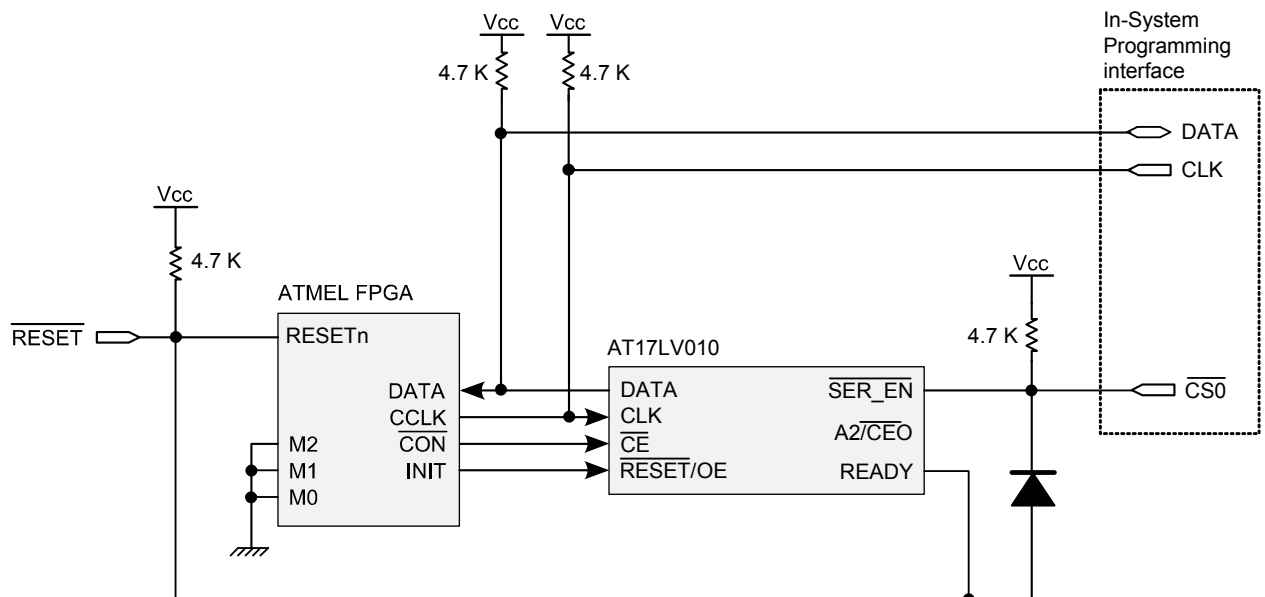 In-System
Programming
interface
Vcc
Vcc
4.7 K
4.7 K
DATA
CLK
Vcc
4.7 K
ATMEL FPGA
RESET
RESETn
DATA
CCLK
CON
INIT
M2
M1
M0
AT17LV010
DATA
CLK
CE
RESET/OE
SER_EN
A2/CEO
READY
Vcc
4.7 K
CS0